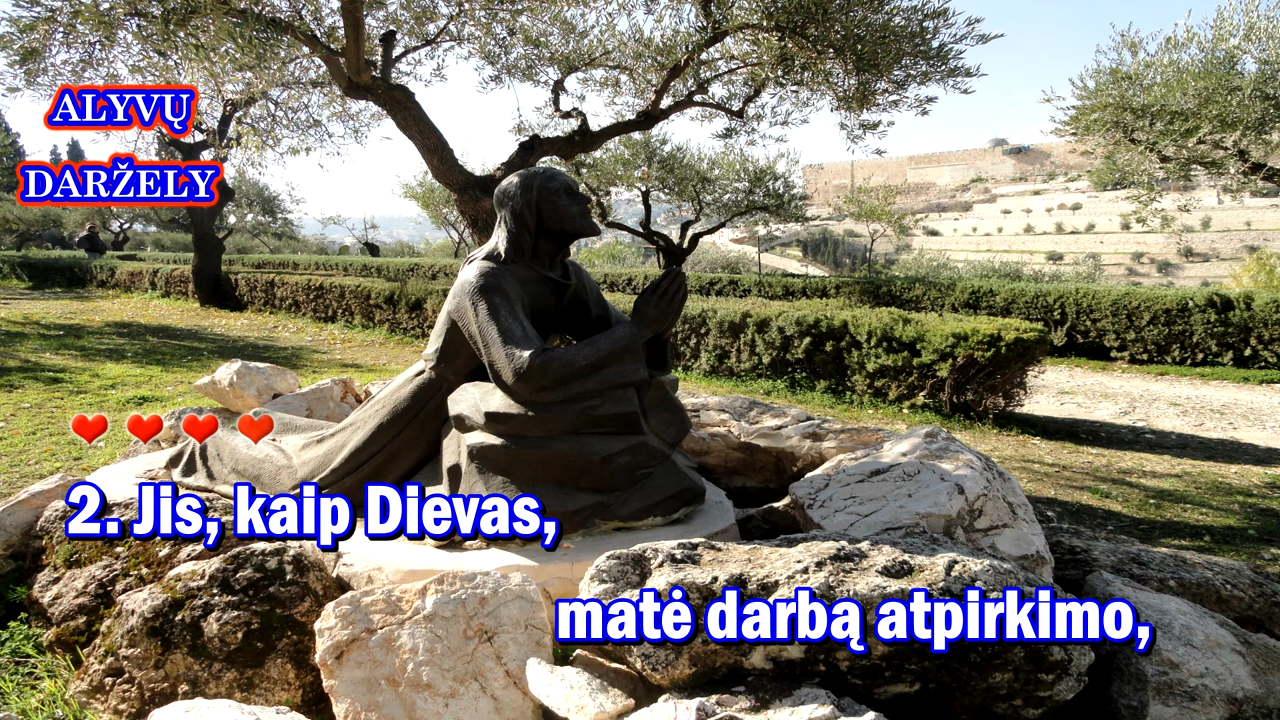 ALYVŲ
DARŽELY
2. Jis, kaip Dievas,
matė darbą atpirkimo,